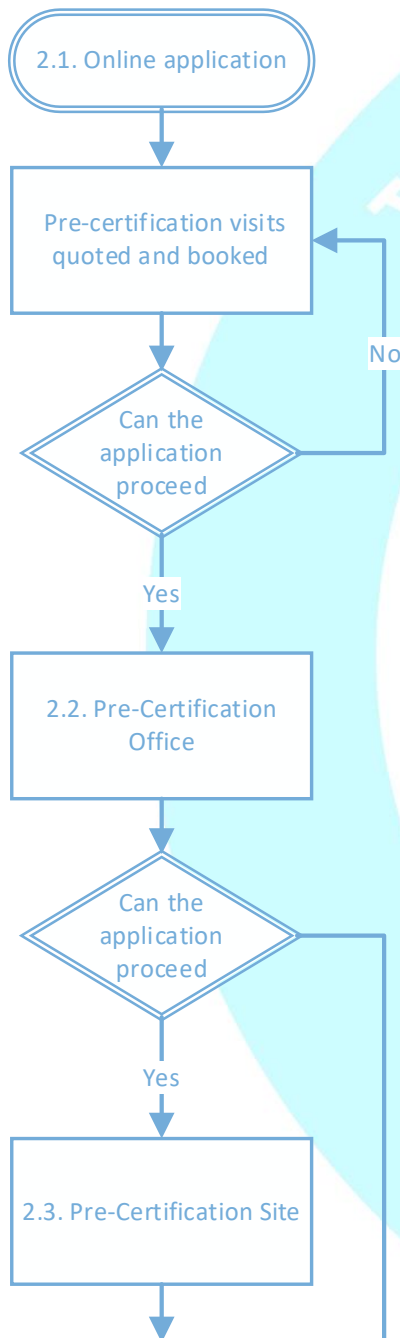 2.1. Online application
Pre-certification visits
quoted and booked
No
Can the
application
proceed
Yes
2.2. Pre-Certification
Office
Can the
application
proceed
Yes
2.3. Pre-Certification Site